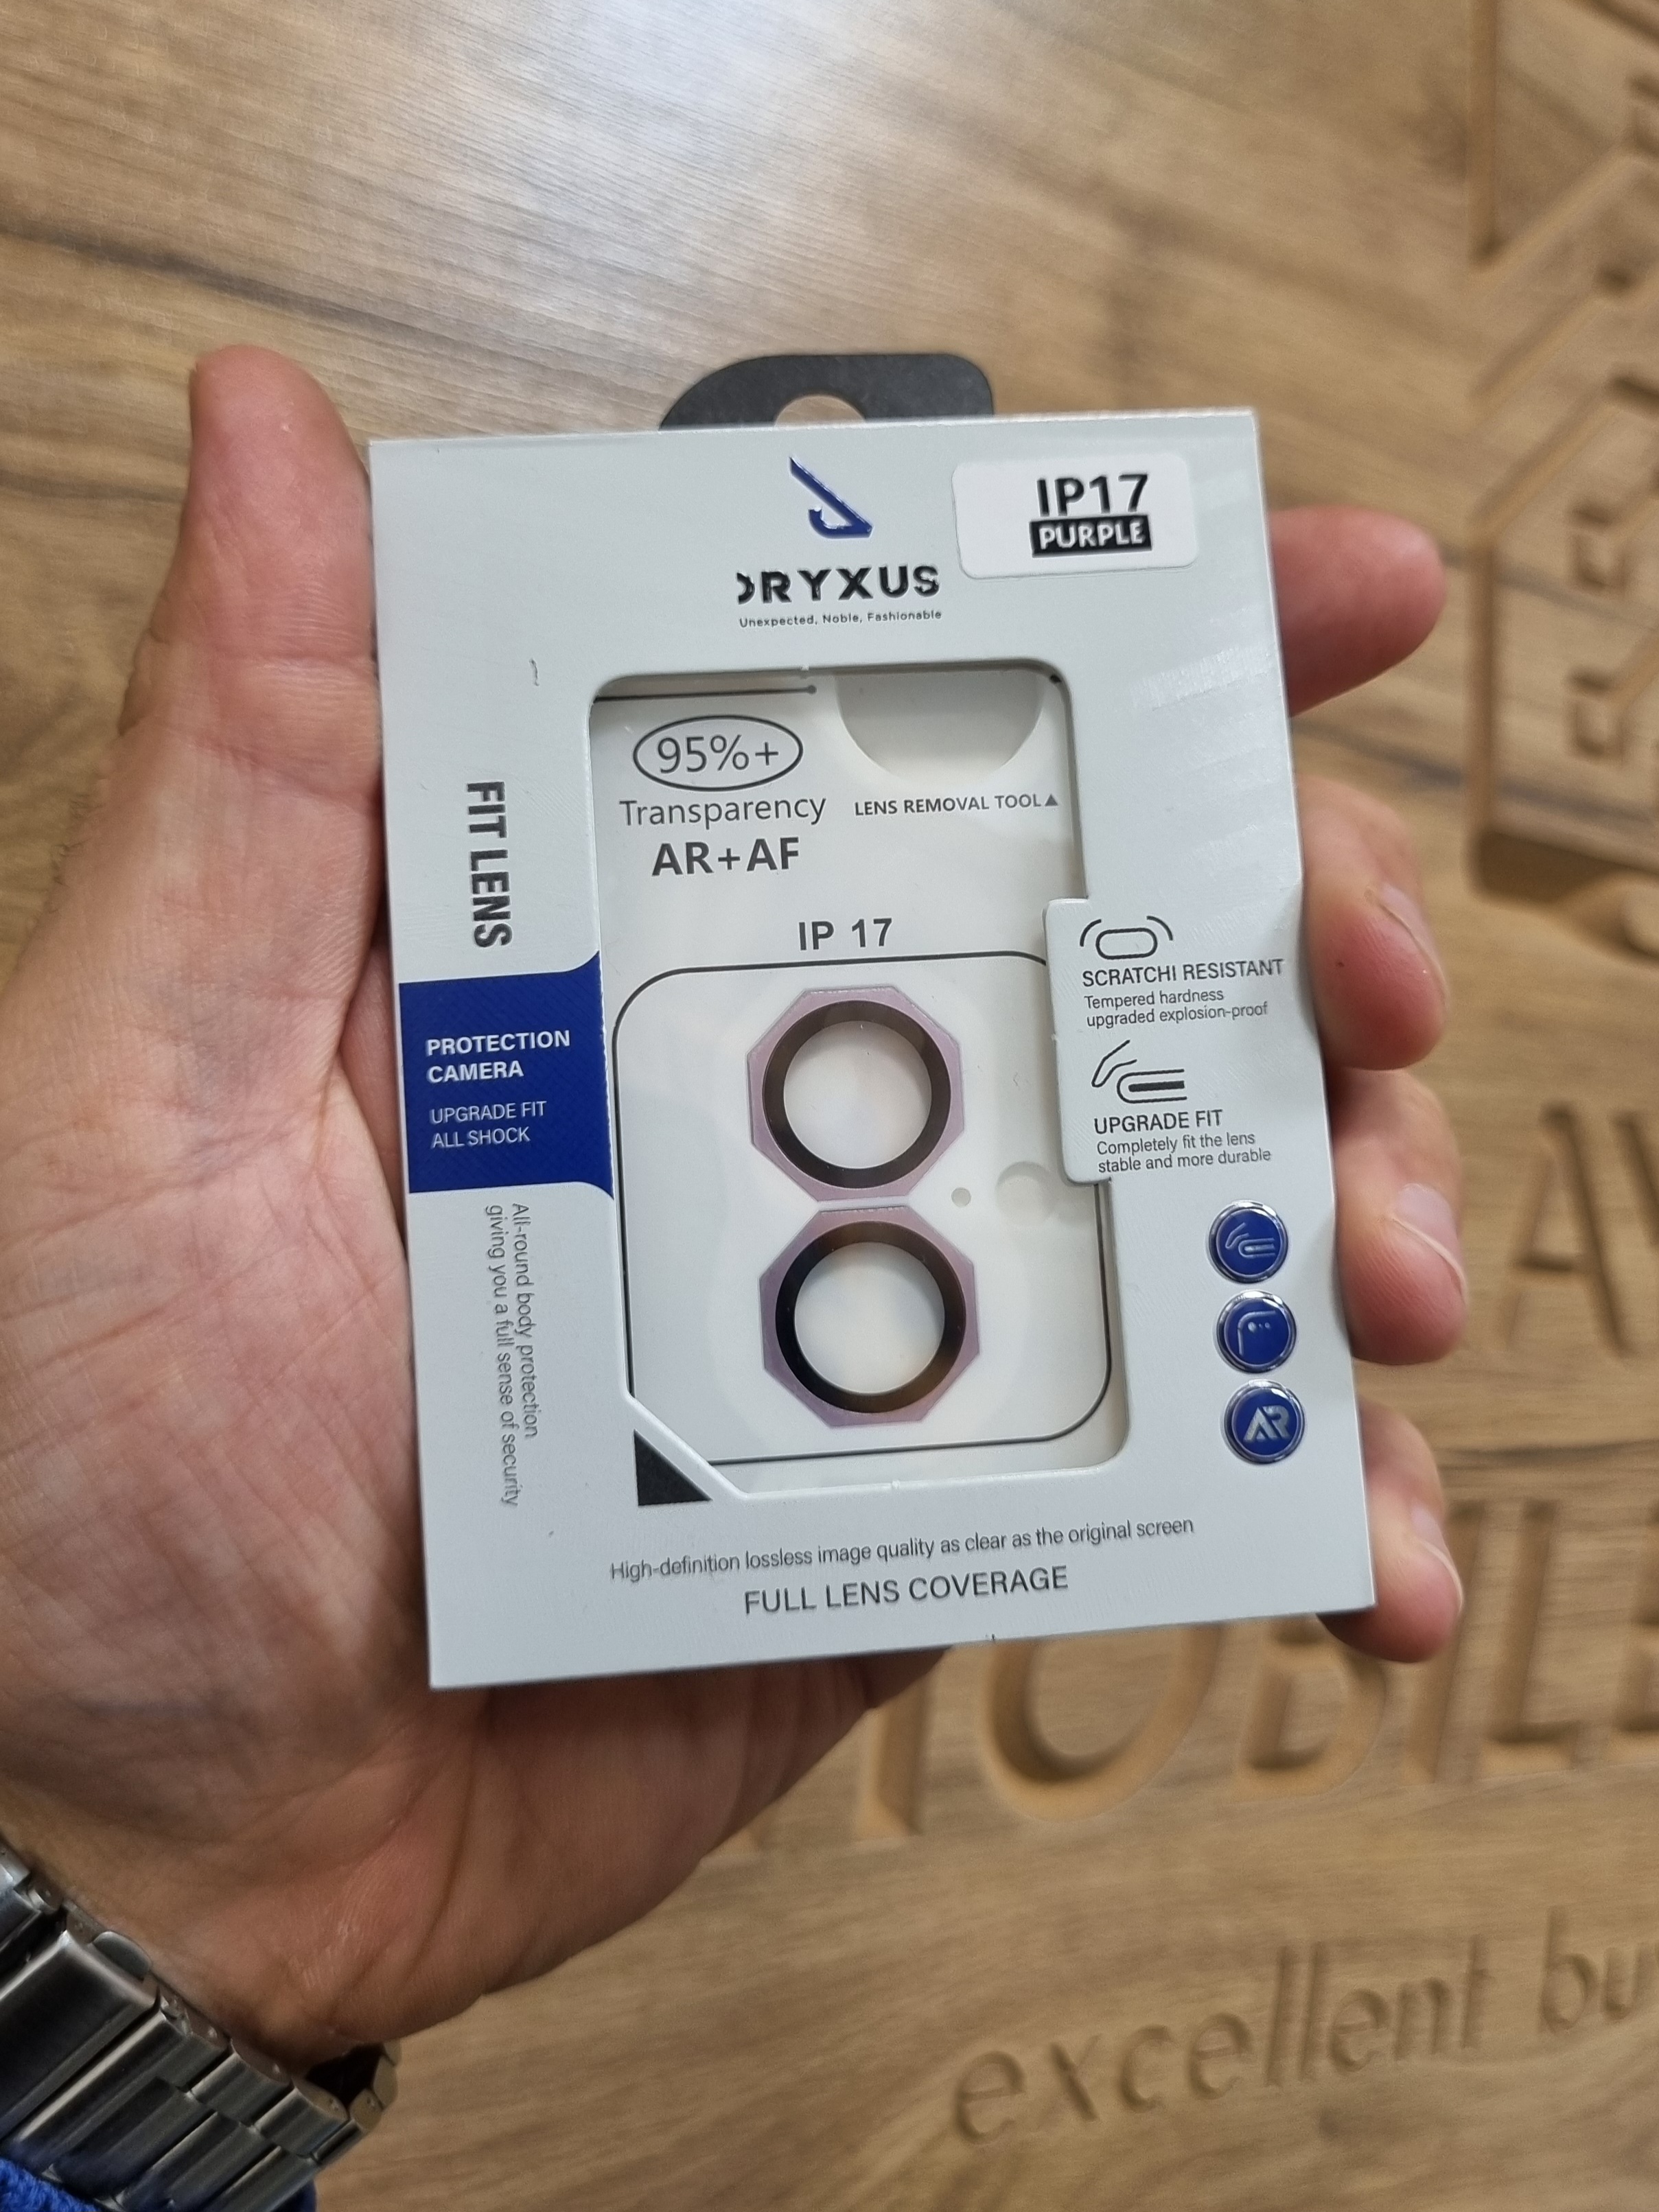 IP17
PURPLE
DRYXUS
Unexpected, Noble, Fashionable
95%+
Transparency
AR+AF
LENS REMOVAL TOOL▲
IP 17
FIT LENS
PROTECTION
CAMERA
UPGRADE FIT
ALL SHOCK
All-round body protection
giving you a full sense of security
SCRATCHI RESISTANT
Tempered hardness
upgraded explosion-proof
UPGRADE FIT
Completely fit the lens
stable and more durable
AR
High-definition lossless image quality as clear as the original screen
FULL LENS COVERAGE
excellent